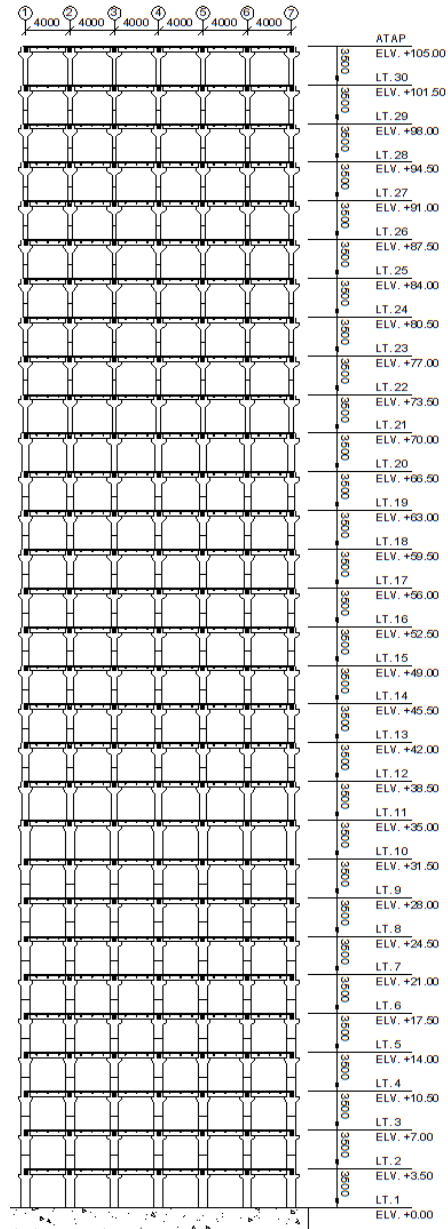 1 2 3 4 5 6 7
4000 4000 4000 4000 4000 4000
ATAP
ELV. +105.00
3500
LT. 30
ELV. +101.50
3500
LT. 29
ELV. +98.00
3500
LT. 28
ELV. +94.50
3500
LT. 27
ELV. +91.00
3500
LT. 26
ELV. +87.50
3500
LT. 25
ELV. +84.00
3500
LT. 24
ELV. +80.50
3500
LT. 23
ELV. +77.00
3500
LT. 22
ELV. +73.50
3500
LT. 21
ELV. +70.00
3500
LT. 20
ELV. +66.50
3500
LT. 19
ELV. +63.00
3500
LT. 18
ELV. +59.50
3500
LT. 17
ELV. +56.00
3500
LT. 16
ELV. +52.50
3500
LT. 15
ELV. +49.00
3500
LT. 14
ELV. +45.50
3500
LT. 13
ELV. +42.00
3500
LT. 12
ELV. +38.50
3500
LT. 11
ELV. +35.00
3500
LT. 10
ELV. +31.50
3500
LT. 9
ELV. +28.00
3500
LT. 8
ELV. +24.50
3500
LT. 7
ELV. +21.00
3500
LT. 6
ELV. +17.50
3500
LT. 5
ELV. +14.00
3500
LT. 4
ELV. +10.50
3500
LT. 3
ELV. +7.00
3500
LT. 2
ELV. +3.50
3500
LT. 1
ELV. +0.00